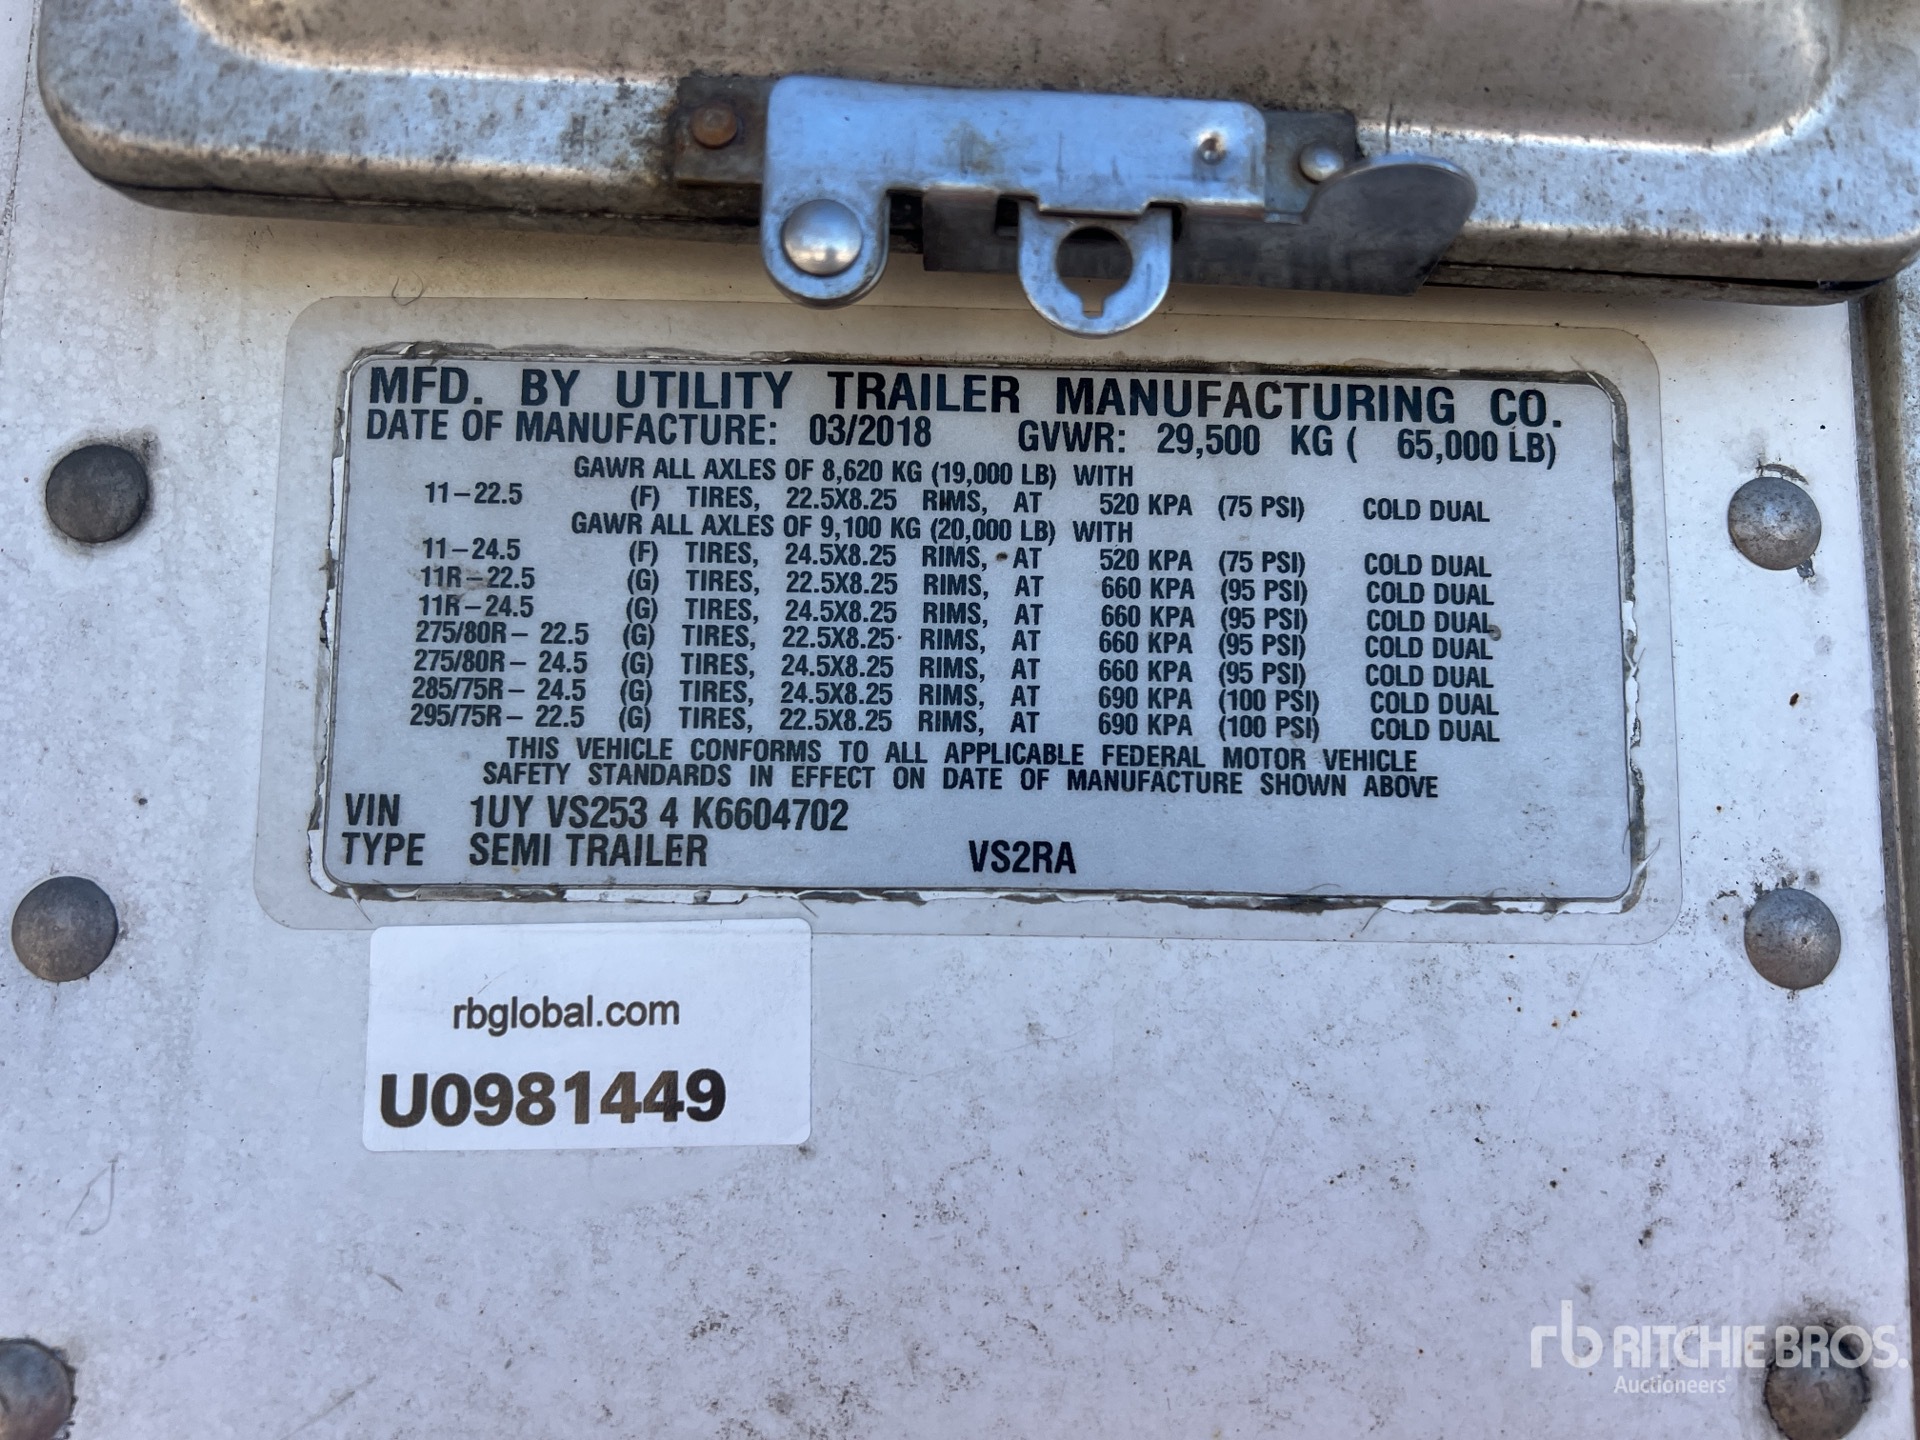 MFD. BY UTILITY TRAILER MANUFACTURING CO.
DATE OF MANUFACTURE: 03/2018 GVWR: 29,500 KG ( 65,000 LB)
GAWR ALL AXLES OF 8,620 KG (19,000 LB) WITH
11-22.5 (F) TIRES, 22.5X8.25 RIMS, AT 520 KPA (75 PSI) COLD DUAL
GAWR ALL AXLES OF 9,100 KG (20,000 LB) WITH
11-24.5 (F) TIRES, 24.5X8.25 RIMS, AT 520 KPA (75 PSI) COLD DUAL
11R-22.5 (G) TIRES, 22.5X8.25 RIMS, AT 660 KPA (95 PSI) COLD DUAL
11R-24.5 (G) TIRES, 24.5X8.25 RIMS, AT 660 KPA (95 PSI) COLD DUAL
275/80R-22.5 (G) TIRES, 22.5X8.25 RIMS, AT 660 KPA (95 PSI) COLD DUAL
275/80R-24.5 (G) TIRES, 24.5X8.25 RIMS, AT 660 KPA (95 PSI) COLD DUAL
285/75R-24.5 (G) TIRES, 24.5X8.25 RIMS, AT 690 KPA (100 PSI) COLD DUAL
295/75R-22.5 (G) TIRES, 22.5X8.25 RIMS, AT 690 KPA (100 PSI) COLD DUAL
THIS VEHICLE CONFORMS TO ALL APPLICABLE FEDERAL MOTOR VEHICLE
SAFETY STANDARDS IN EFFECT ON DATE OF MANUFACTURE SHOWN ABOVE
VIN 1UY VS253 4 K6604702
TYPE SEMI TRAILER VS2RA
rbglobal.com
U0981449
rb RITCHIE BROS.
Auctioneers